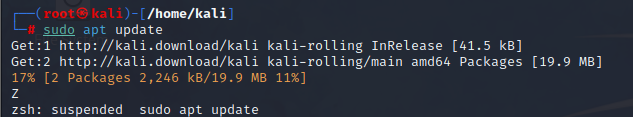 ┌──(root㉿kali)-[/home/kali]
└─# sudo apt update
Get:1 http://kali.download/kali kali-rolling InRelease [41.5 kB]
Get:2 http://kali.download/kali kali-rolling/main amd64 Packages [19.9 MB]
17% [2 Packages 2,246 kB/19.9 MB 11%]
Z
zsh: suspended  sudo apt update